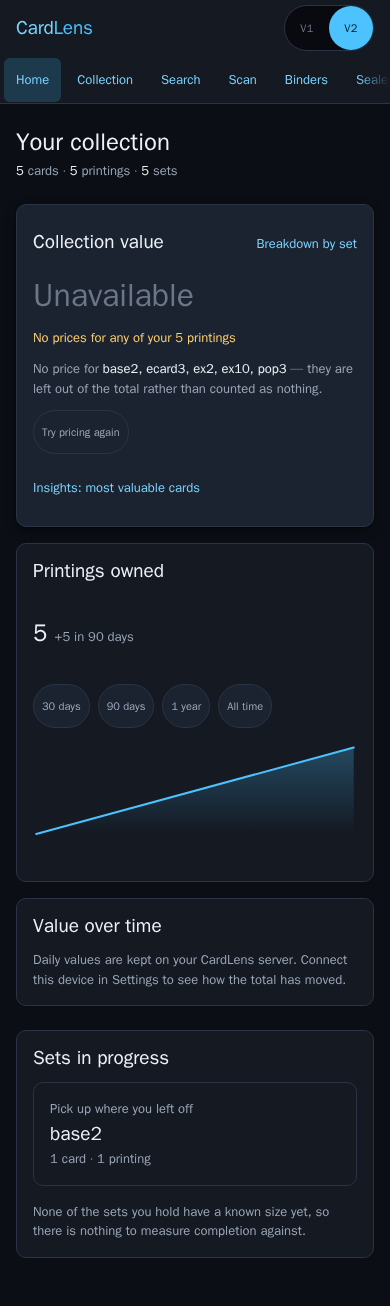 CardLens
V1
V2
Home
Collection
Search
Scan
Binders
Seale
Your collection
5 cards · 5 printings · 5 sets
Collection value
Breakdown by set
Unavailable
No prices for any of your 5 printings
No price for base2, ecard3, ex2, ex10, pop3 — they are
left out of the total rather than counted as nothing.
Try pricing again
Insights: most valuable cards
Printings owned
5 +5 in 90 days
30 days
90 days
1 year
All time
Value over time
Daily values are kept on your CardLens server. Connect
this device in Settings to see how the total has moved.
Sets in progress
Pick up where you left off
base2
1 card · 1 printing
None of the sets you hold have a known size yet, so
there is nothing to measure completion against.